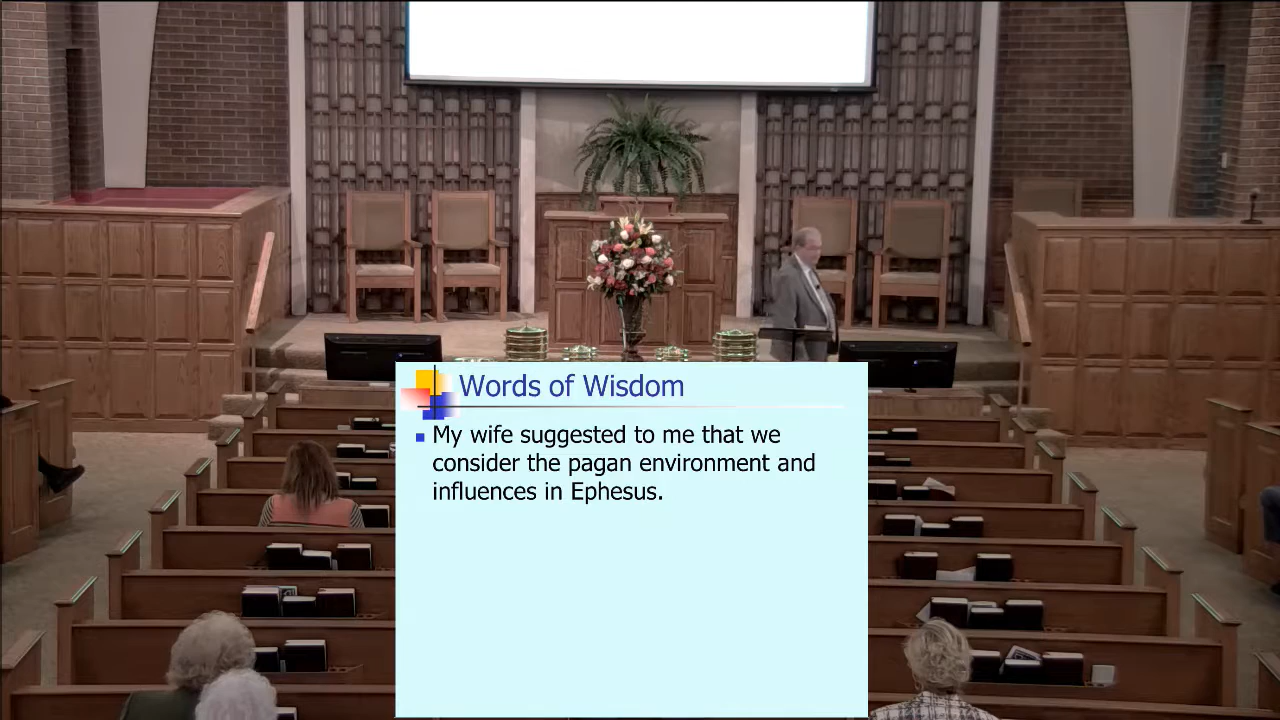 Words of Wisdom
My wife suggested to me that we
consider the pagan environment and
influences in Ephesus.